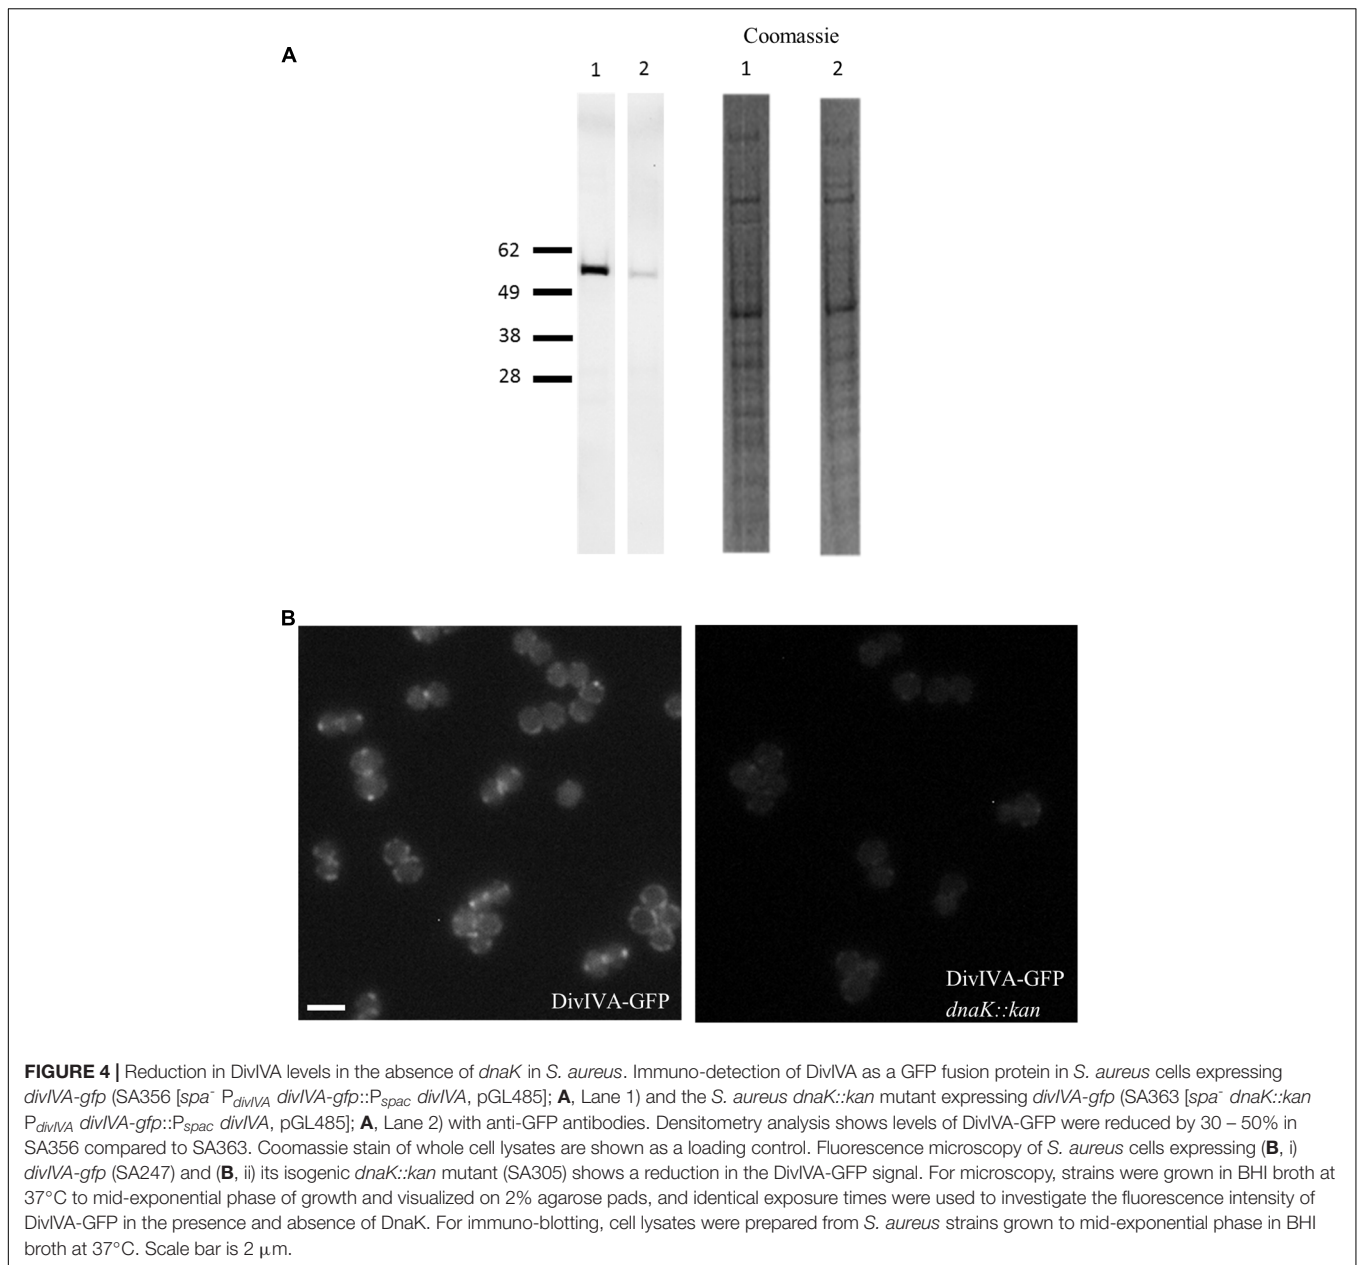 A
Coomassie
1 2 1 2
62
49
38
28
B
DivIVA-GFP
DivIVA-GFP
dnaK::kan
FIGURE 4 | Reduction in DivIVA levels in the absence of dnaK in S. aureus. Immuno-detection of DivIVA as a GFP fusion protein in S. aureus cells expressing
divIVA-gfp (SA356 [spa- PdivIVA divIVA-gfp::Pspac divIVA, pGL485]; A, Lane 1) and the S. aureus dnaK::kan mutant expressing divIVA-gfp (SA363 [spa- dnaK::kan
PdivIVA divIVA-gfp::Pspac divIVA, pGL485]; A, Lane 2) with anti-GFP antibodies. Densitometry analysis shows levels of DivIVA-GFP were reduced by 30 – 50% in
SA356 compared to SA363. Coomassie stain of whole cell lysates are shown as a loading control. Fluorescence microscopy of S. aureus cells expressing (B, i)
divIVA-gfp (SA247) and (B, ii) its isogenic dnaK::kan mutant (SA305) shows a reduction in the DivIVA-GFP signal. For microscopy, strains were grown in BHI broth at
37°C to mid-exponential phase of growth and visualized on 2% agarose pads, and identical exposure times were used to investigate the fluorescence intensity of
DivIVA-GFP in the presence and absence of DnaK. For immuno-blotting, cell lysates were prepared from S. aureus strains grown to mid-exponential phase in BHI
broth at 37°C. Scale bar is 2 μm.